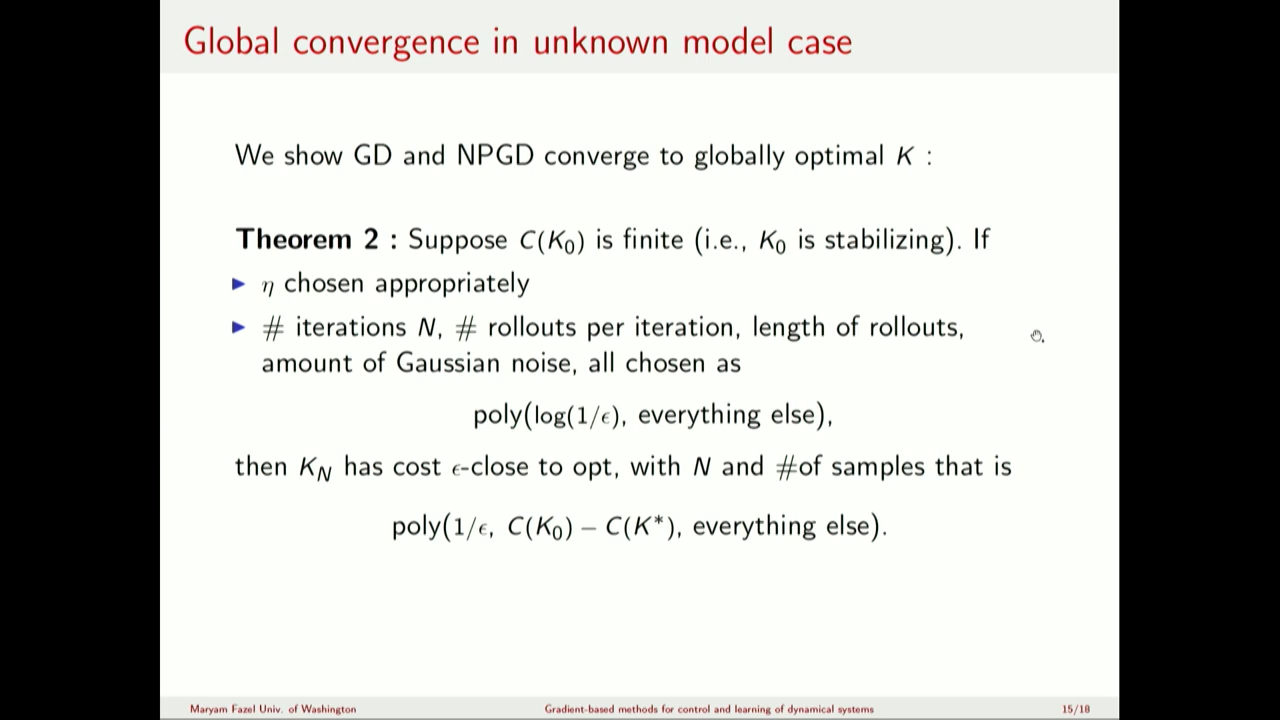 Global convergence in unknown model case
We show GD and NPGD converge to globally optimal K :
Theorem 2 : Suppose C(K₀) is finite (i.e., K₀ is stabilizing). If
▶ η chosen appropriately
▶ # iterations N, # rollouts per iteration, length of rollouts,
amount of Gaussian noise, all chosen as
poly(log(1/ϵ), everything else),
then K_N has cost ϵ-close to opt, with N and #of samples that is
poly(1/ϵ, C(K₀) − C(K*), everything else).
Maryam Fazel Univ. of Washington
Gradient-based methods for control and learning of dynamical systems
15/18